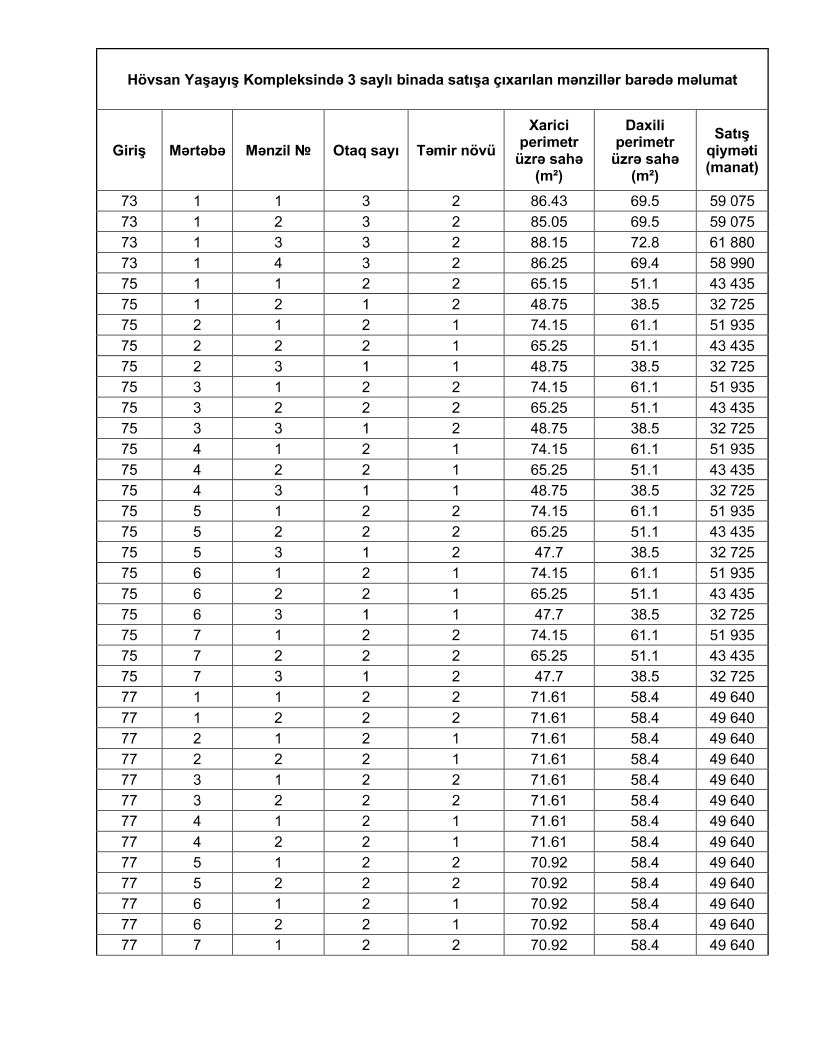 Hövsan Yaşayış Kompleksində 3 saylı binada satışa çıxarılan mənzillər barədə məlumat
Giriş Mərtəbə Mənzil № Otaq sayı Təmir növü Xarici perimetr üzrə sahə (m²) Daxili perimetr üzrə sahə (m²) Satış qiyməti (manat)
73 1 1 3 2 86.43 69.5 59 075
73 1 2 3 2 85.05 69.5 59 075
73 1 3 3 2 88.15 72.8 61 880
73 1 4 3 2 86.25 69.4 58 990
75 1 1 2 2 65.15 51.1 43 435
75 1 2 1 2 48.75 38.5 32 725
75 2 1 2 1 74.15 61.1 51 935
75 2 2 2 1 65.25 51.1 43 435
75 2 3 1 1 48.75 38.5 32 725
75 3 1 2 2 74.15 61.1 51 935
75 3 2 2 2 65.25 51.1 43 435
75 3 3 1 2 48.75 38.5 32 725
75 4 1 2 1 74.15 61.1 51 935
75 4 2 2 1 65.25 51.1 43 435
75 4 3 1 1 48.75 38.5 32 725
75 5 1 2 2 74.15 61.1 51 935
75 5 2 2 2 65.25 51.1 43 435
75 5 3 1 2 47.7 38.5 32 725
75 6 1 2 1 74.15 61.1 51 935
75 6 2 2 1 65.25 51.1 43 435
75 6 3 1 1 47.7 38.5 32 725
75 7 1 2 2 74.15 61.1 51 935
75 7 2 2 2 65.25 51.1 43 435
75 7 3 1 2 47.7 38.5 32 725
77 1 1 2 2 71.61 58.4 49 640
77 1 2 2 2 71.61 58.4 49 640
77 2 1 2 1 71.61 58.4 49 640
77 2 2 2 1 71.61 58.4 49 640
77 3 1 2 2 71.61 58.4 49 640
77 3 2 2 2 71.61 58.4 49 640
77 4 1 2 1 71.61 58.4 49 640
77 4 2 2 1 71.61 58.4 49 640
77 5 1 2 2 70.92 58.4 49 640
77 5 2 2 2 70.92 58.4 49 640
77 6 1 2 1 70.92 58.4 49 640
77 6 2 2 1 70.92 58.4 49 640
77 7 1 2 2 70.92 58.4 49 640